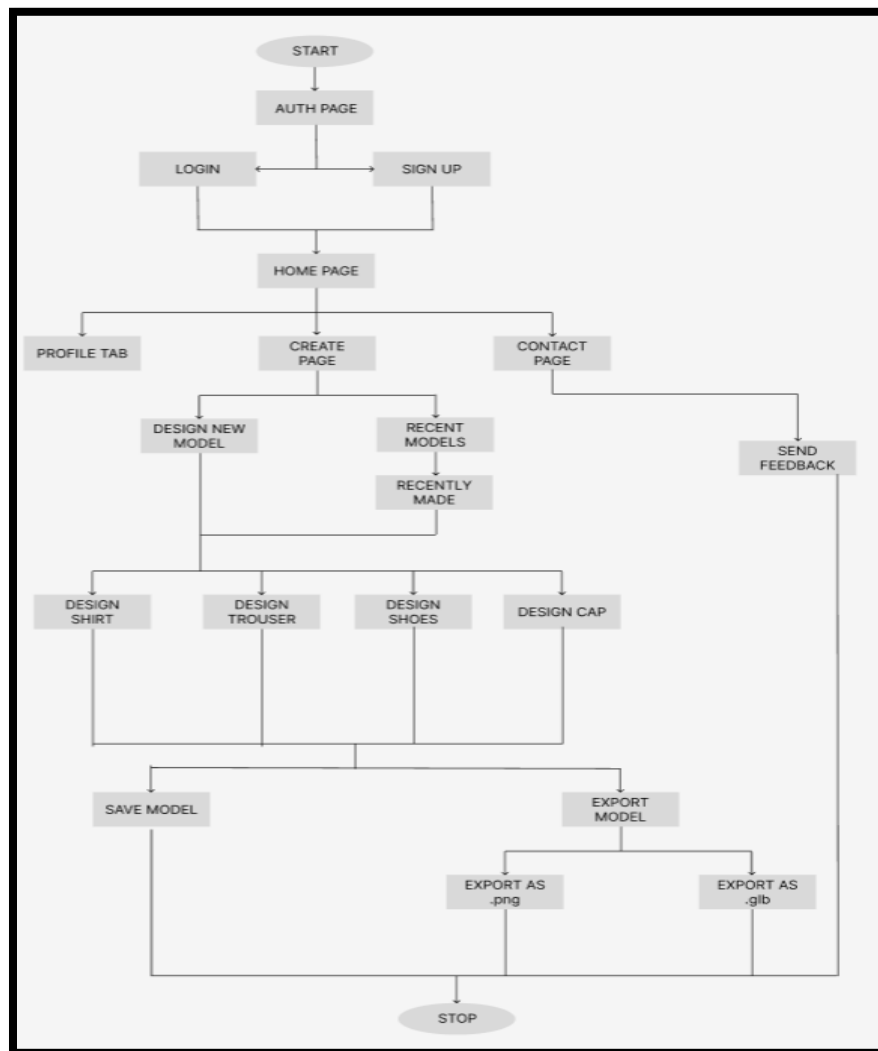 START
AUTH PAGE
LOGIN
SIGN UP
HOME PAGE
PROFILE TAB
CREATE
PAGE
CONTACT
PAGE
DESIGN NEW
MODEL
RECENT
MODELS
SEND
FEEDBACK
RECENTLY
MADE
DESIGN
SHIRT
DESIGN
TROUSER
DESIGN
SHOES
DESIGN CAP
SAVE MODEL
EXPORT
MODEL
EXPORT AS
.png
EXPORT AS
.glb
STOP